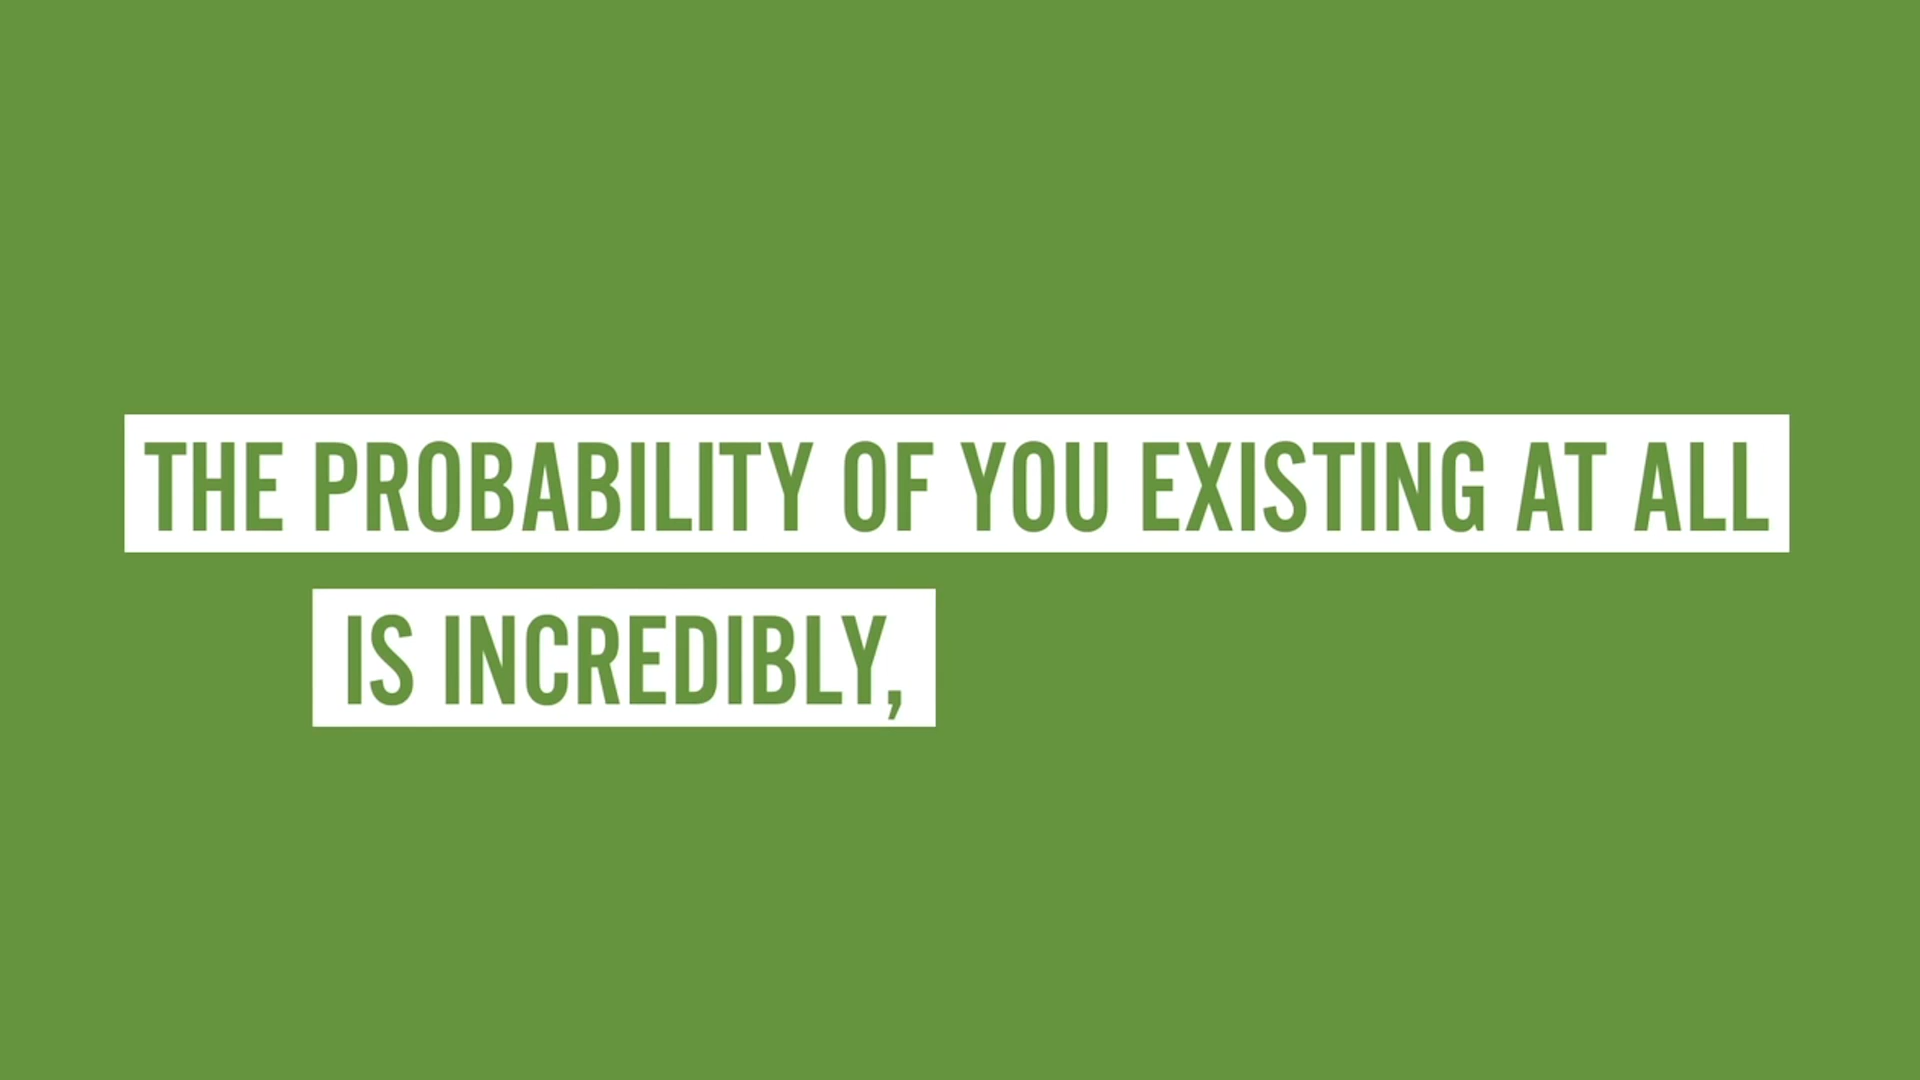 THE PROBABILITY OF YOU EXISTING AT ALL
IS INCREDIBLY,